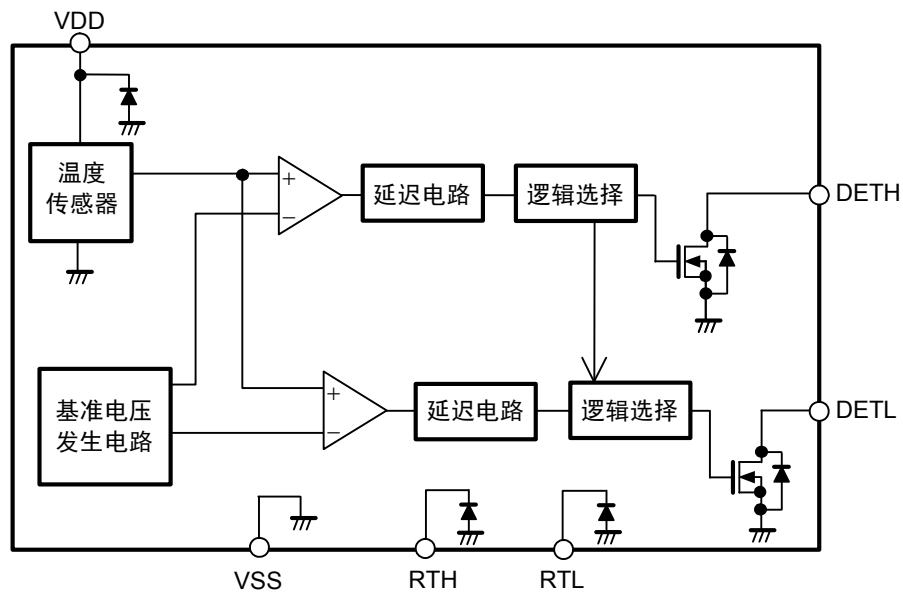 VDD
温度
传感器
+
−
延迟电路
逻辑选择
DETH
基准电压
发生电路
+
−
延迟电路
逻辑选择
DETL
VSS
RTH
RTL